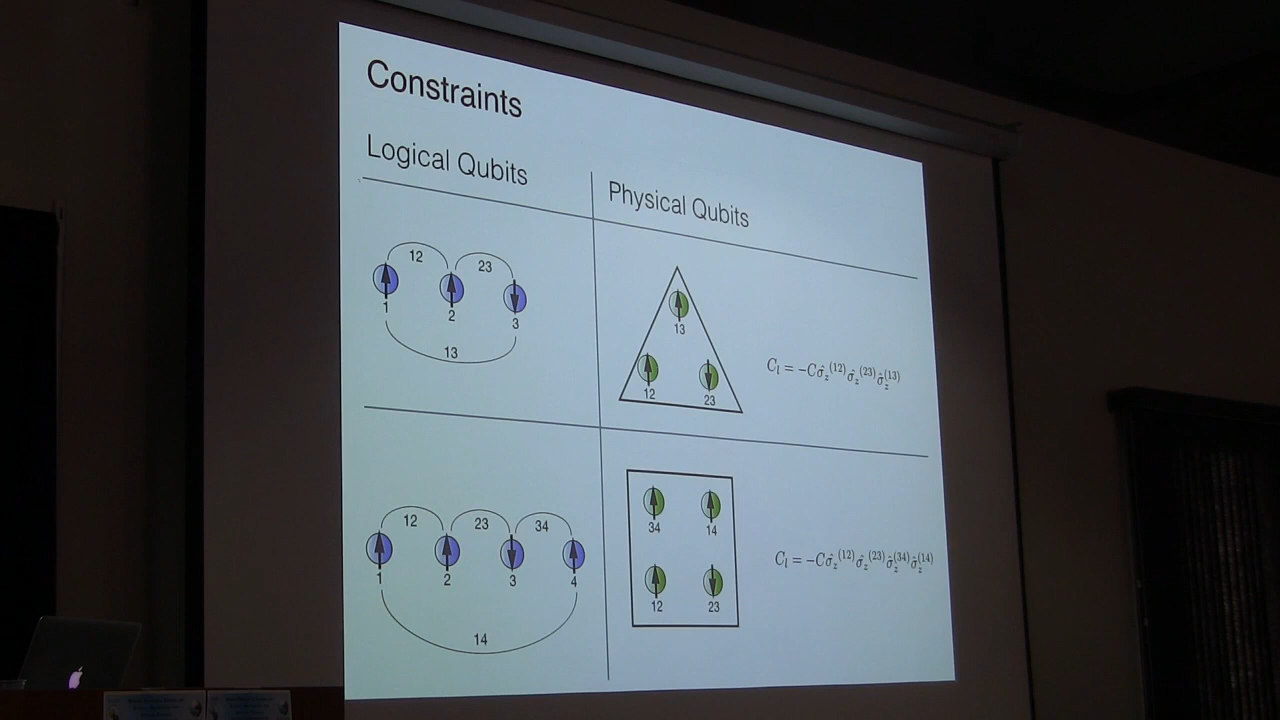 Constraints
Logical Qubits
Physical Qubits
12 23
1 2 3
13
13
12 23
C_l = −Cσ̂_z^(12) σ̂_z^(23) σ̂_z^(13)
12 23 34
1 2 3 4
14
34 14
12 23
C_l = −Cσ̂_z^(12) σ̂_z^(23) σ̂_z^(34) σ̂_z^(14)